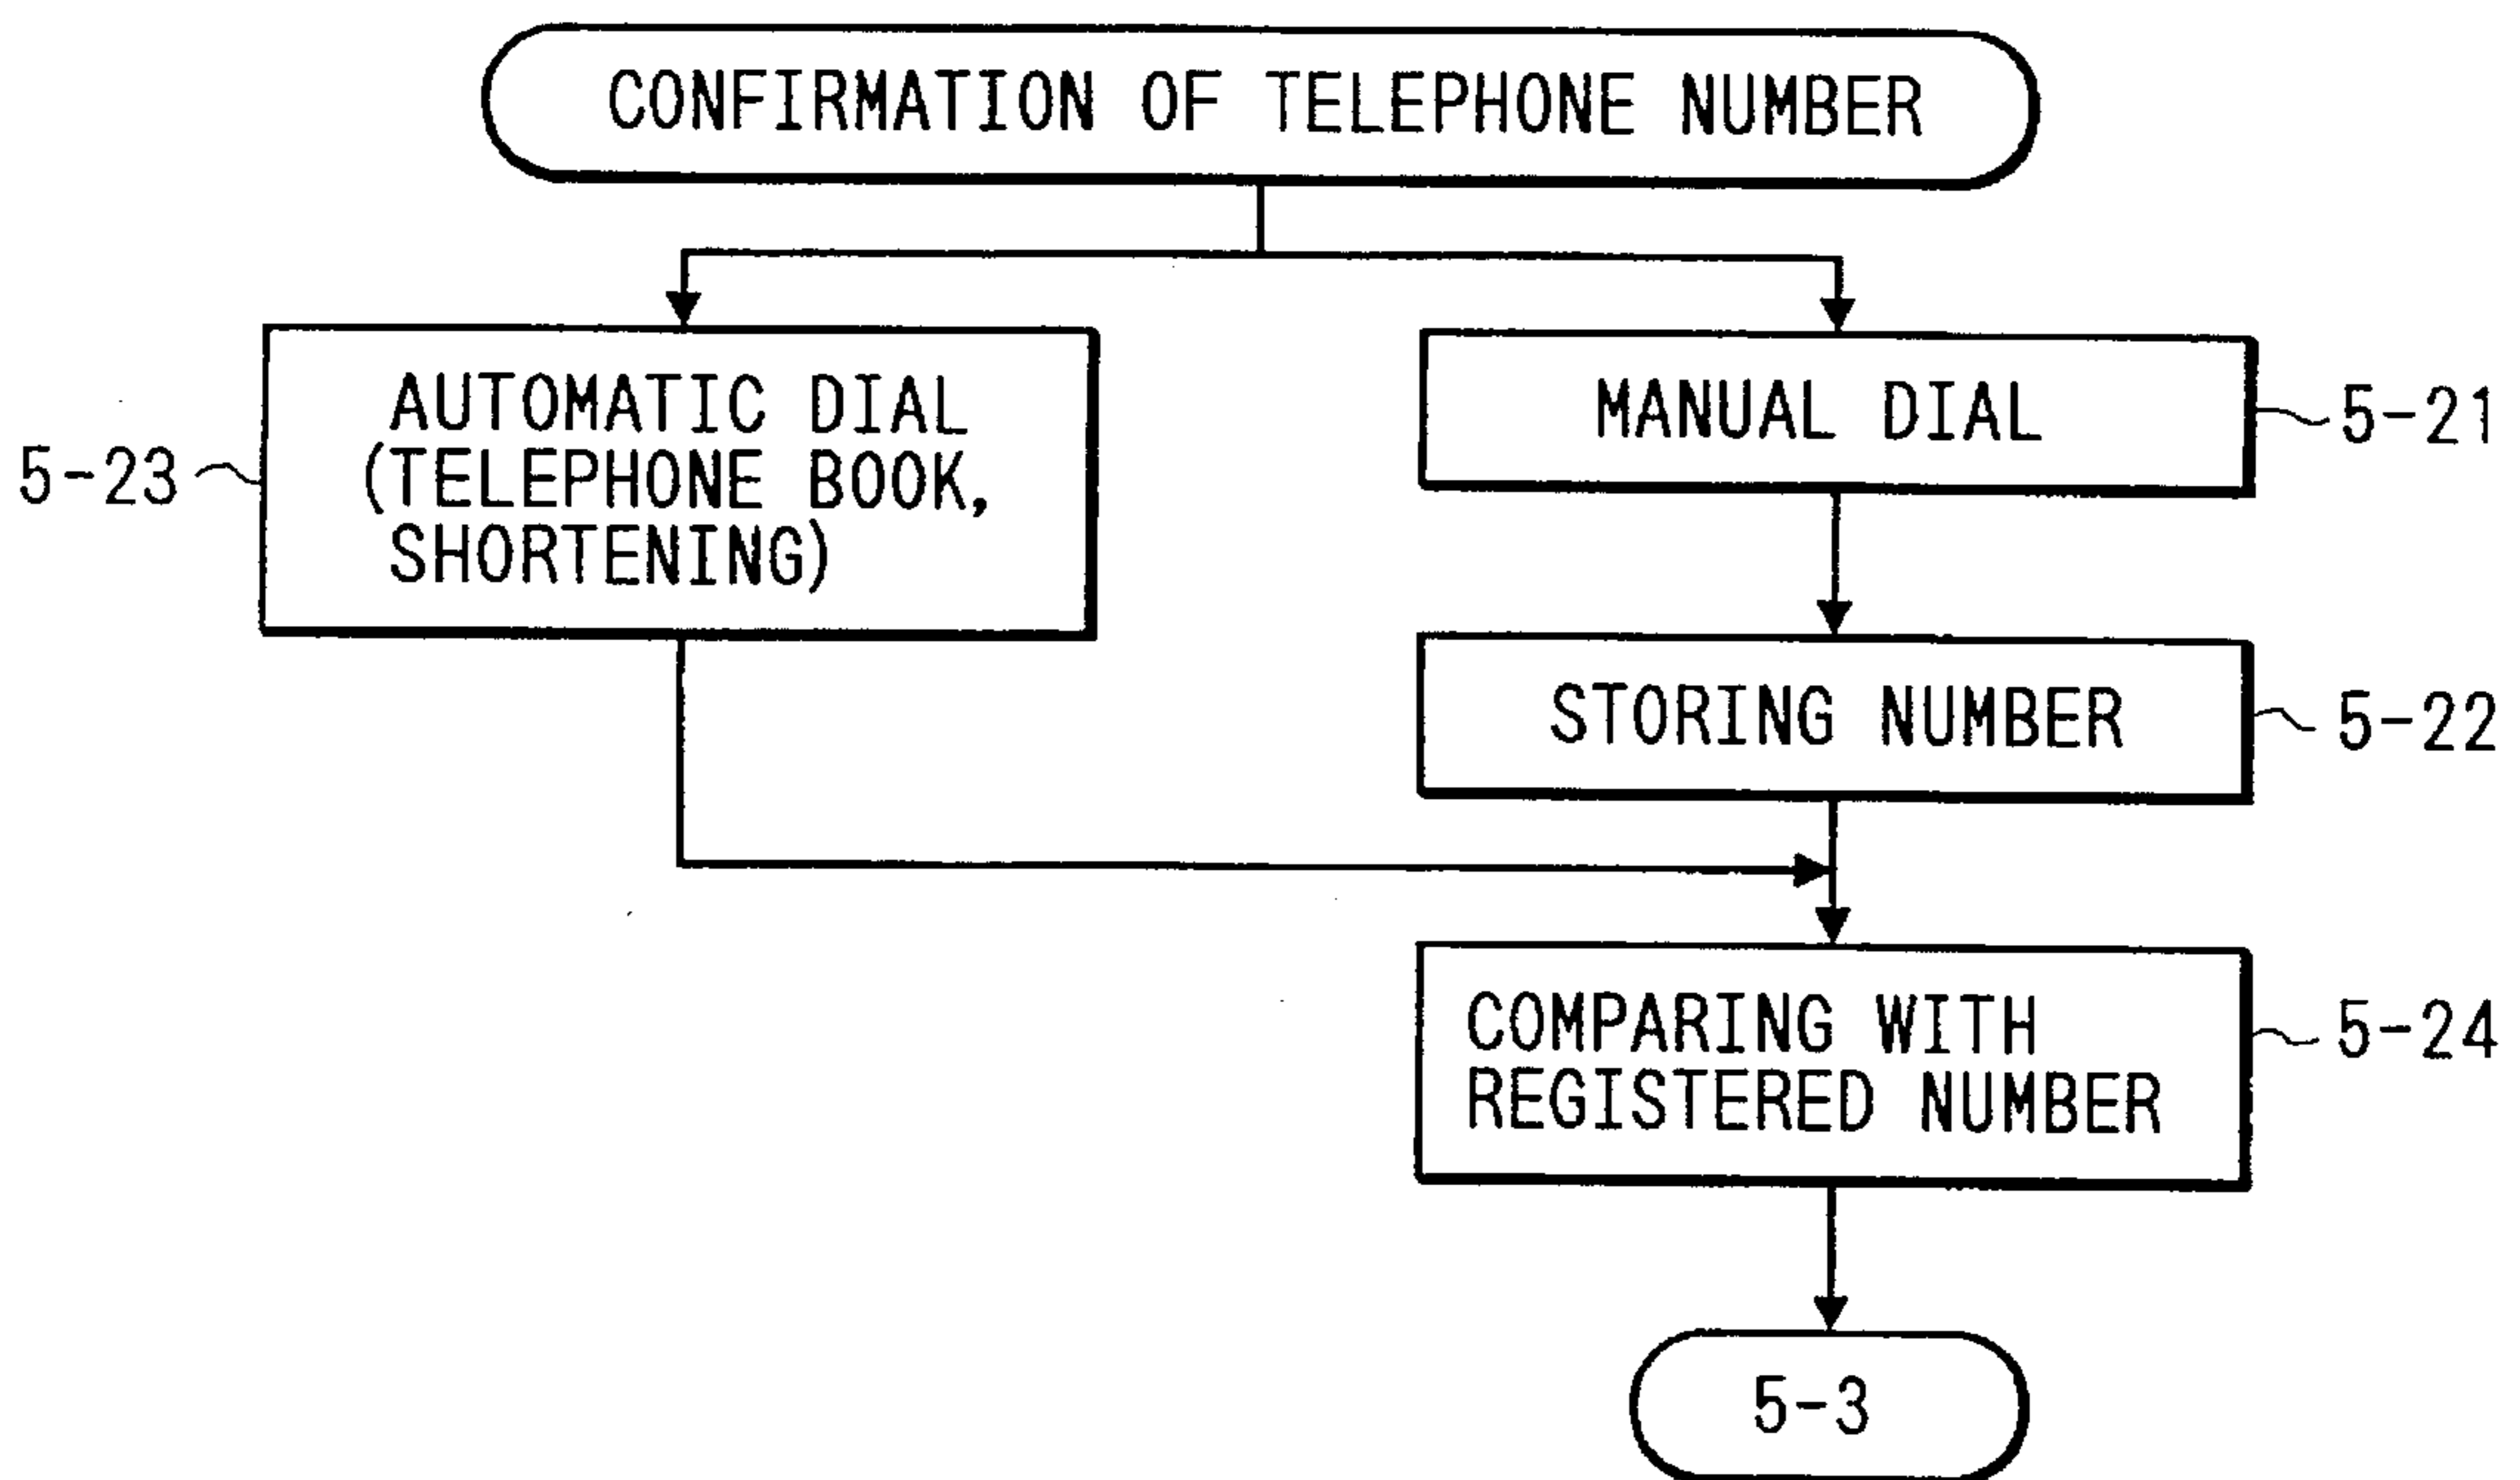 CONFIRMATION OF TELEPHONE NUMBER
AUTOMATIC DIAL
(TELEPHONE BOOK,
SHORTENING)
5-23
MANUAL DIAL
5-21
STORING NUMBER
5-22
COMPARING WITH
REGISTERED NUMBER
5-24
5-3